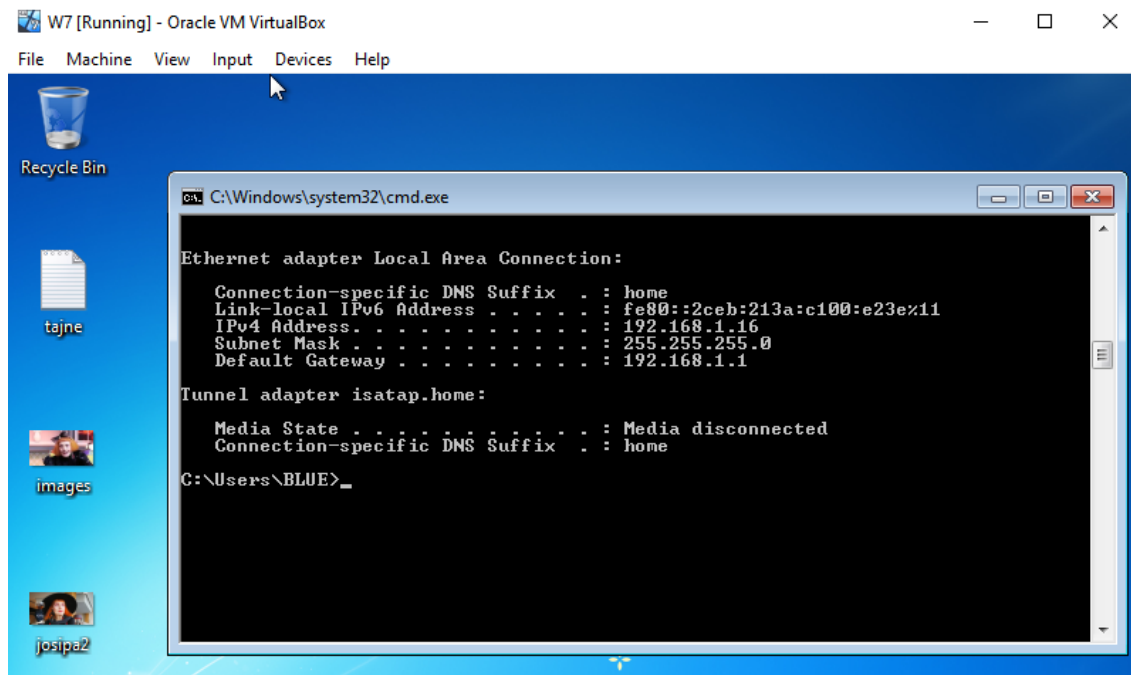 W7 [Running] - Oracle VM VirtualBox
File Machine View Input Devices Help
Recycle Bin
tajne
images
josipa2
C:\Windows\system32\cmd.exe
Ethernet adapter Local Area Connection:
Connection-specific DNS Suffix . : home
Link-local IPv6 Address . . . . . : fe80::2ceb:213a:c100:e23e%11
IPv4 Address. . . . . . . . . . . : 192.168.1.16
Subnet Mask . . . . . . . . . . . : 255.255.255.0
Default Gateway . . . . . . . . . : 192.168.1.1
Tunnel adapter isatap.home:
Media State . . . . . . . . . . . : Media disconnected
Connection-specific DNS Suffix . : home
C:\Users\BLUE>_